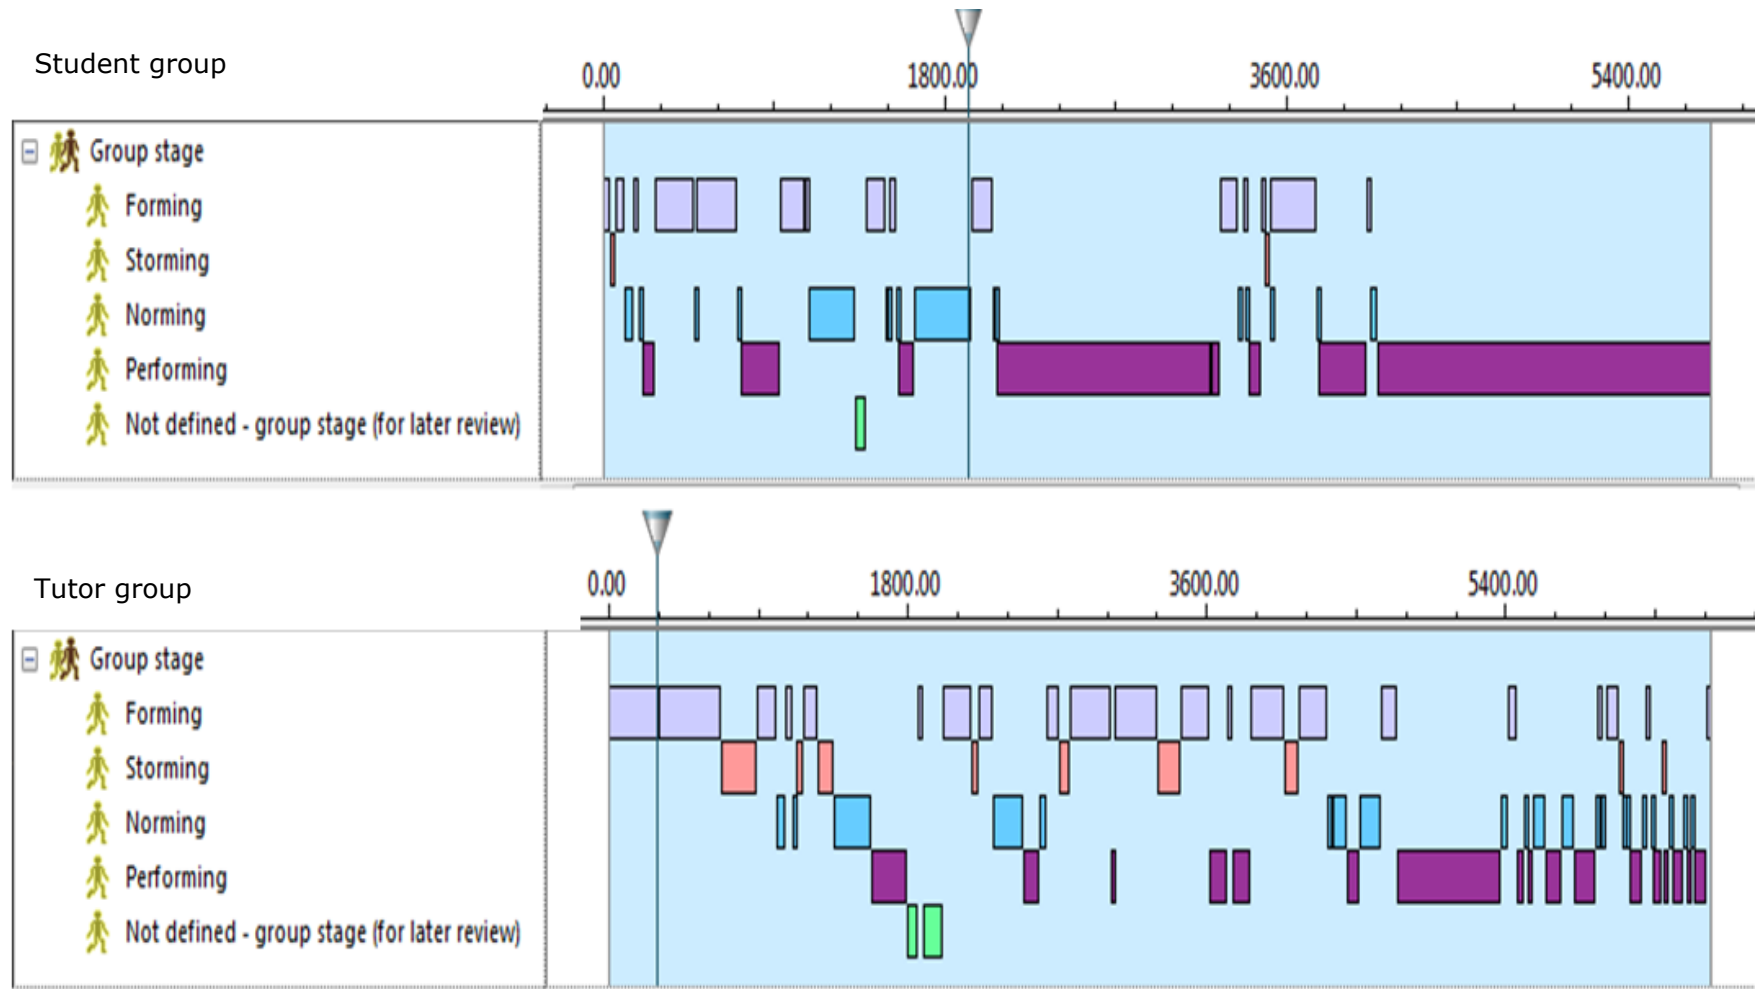 Student group
0.00 1800.00 3600.00 5400.00
Group stage
Forming
Storming
Norming
Performing
Not defined - group stage (for later review)
Tutor group
0.00 1800.00 3600.00 5400.00
Group stage
Forming
Storming
Norming
Performing
Not defined - group stage (for later review)